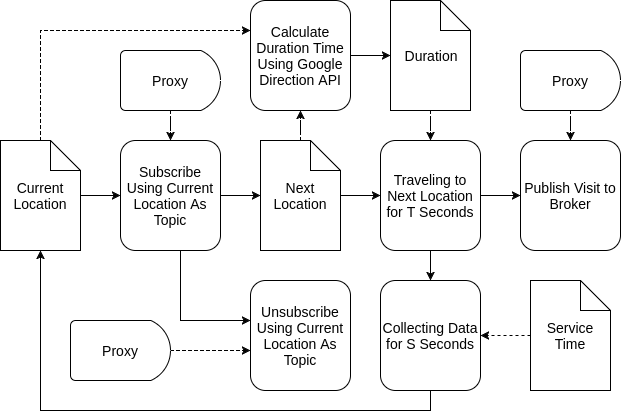 Calculate
Duration Time
Using Google
Direction API
Duration
Proxy
Proxy
Current
Location
Subscribe
Using Current
Location As
Topic
Next
Location
Traveling to
Next Location
for T Seconds
Publish Visit to
Broker
Unsubscribe
Using Current
Location As
Topic
Collecting Data
for S Seconds
Service
Time
Proxy